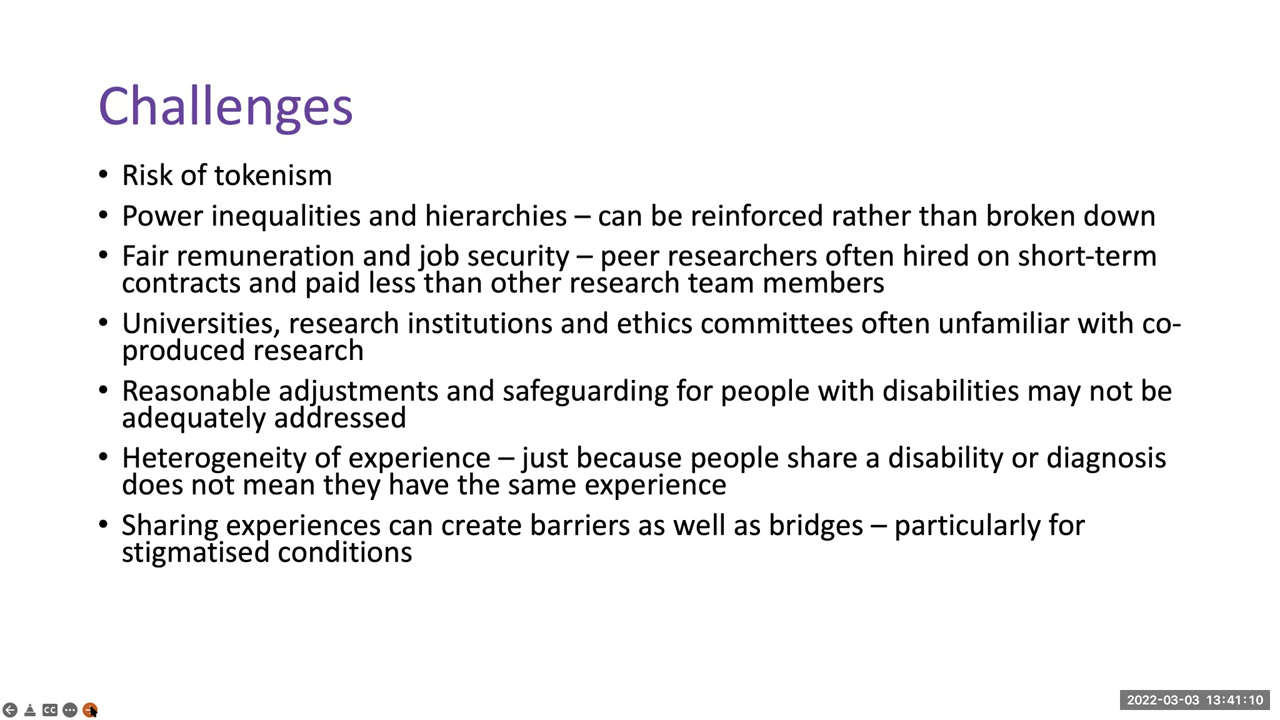 Challenges
• Risk of tokenism
• Power inequalities and hierarchies – can be reinforced rather than broken down
• Fair remuneration and job security – peer researchers often hired on short-term
contracts and paid less than other research team members
• Universities, research institutions and ethics committees often unfamiliar with co-
produced research
• Reasonable adjustments and safeguarding for people with disabilities may not be
adequately addressed
• Heterogeneity of experience – just because people share a disability or diagnosis
does not mean they have the same experience
• Sharing experiences can create barriers as well as bridges – particularly for
stigmatised conditions
CC
2022-03-03 13:41:10